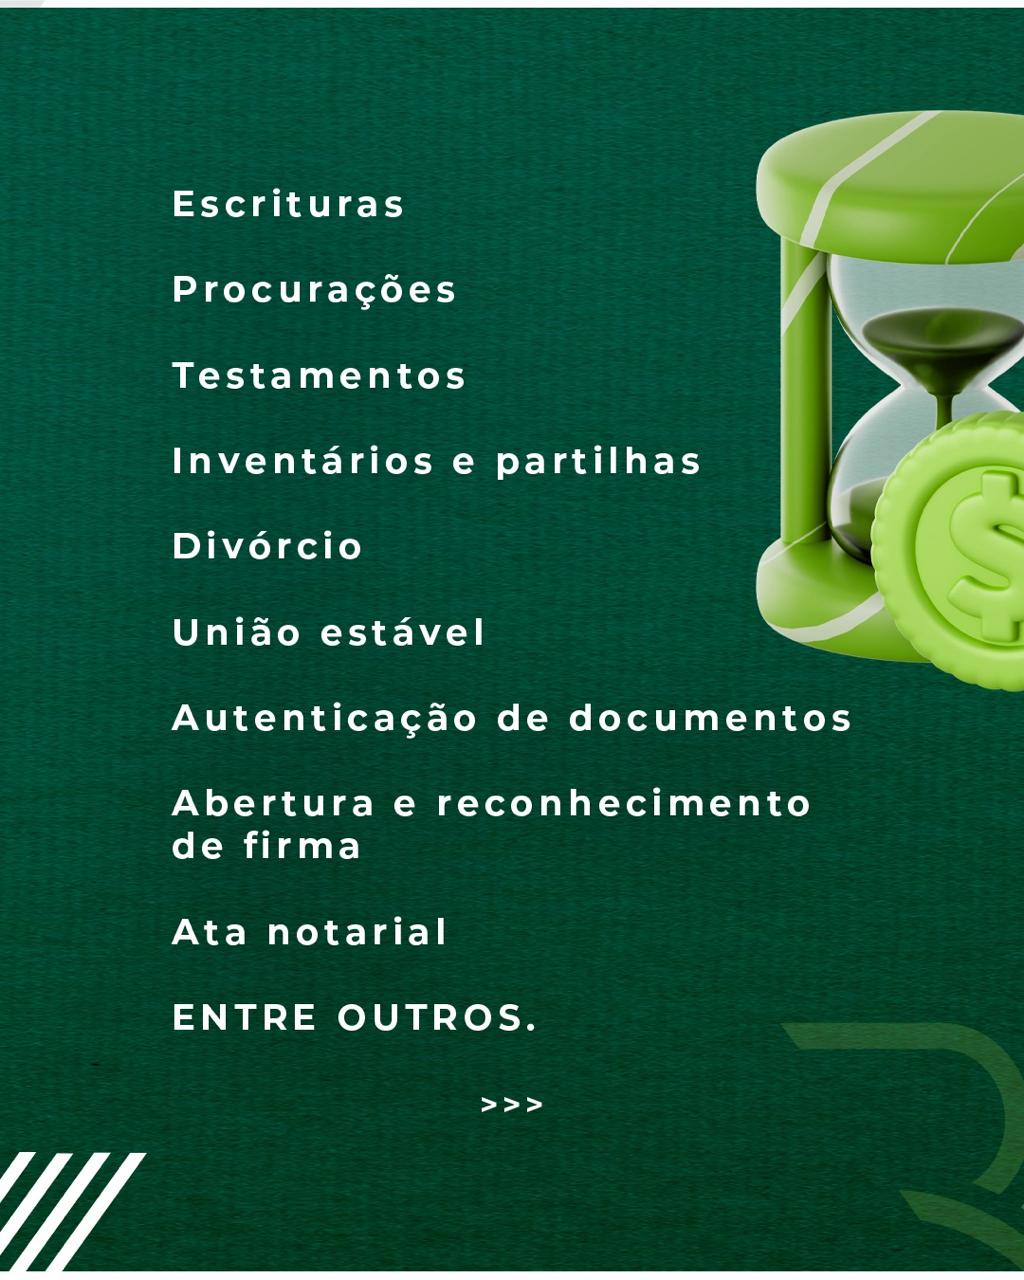 Escrituras
Procurações
Testamentos
Inventários e partilhas
Divórcio
União estável
Autenticação de documentos
Abertura e reconhecimento
de firma
Ata notarial
ENTRE OUTROS.
>>>
$